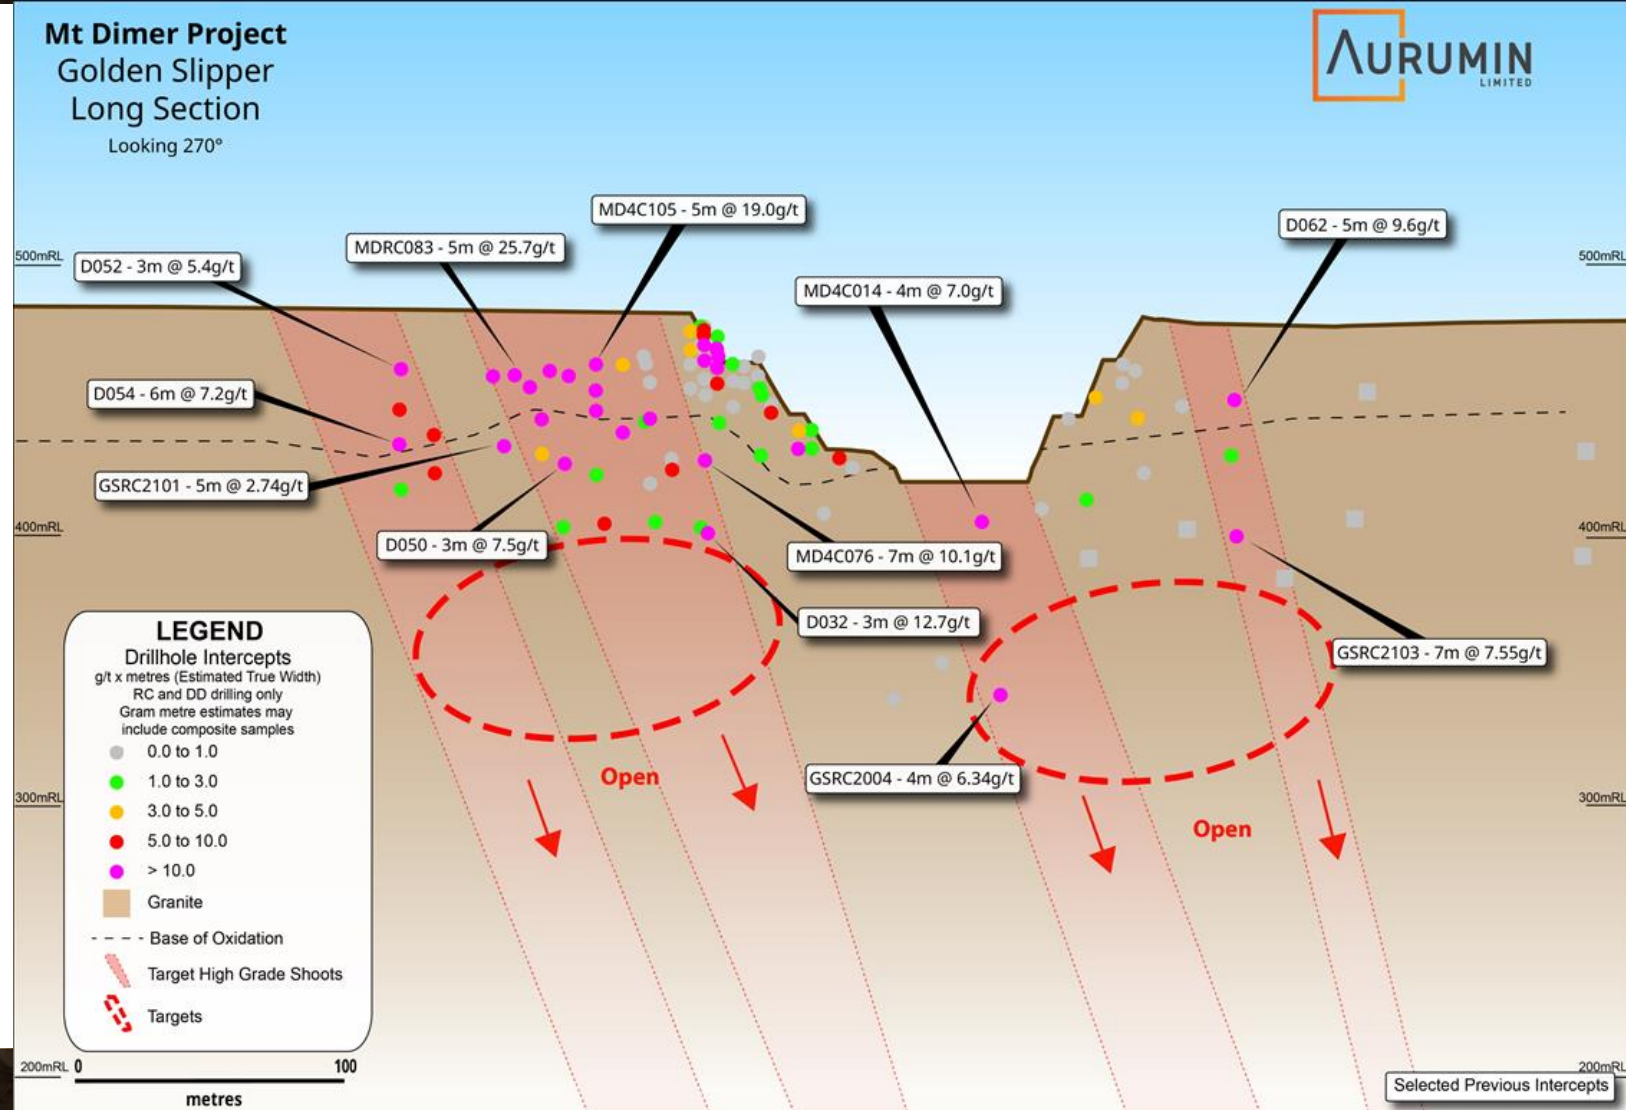 Mt Dimer Project
Golden Slipper
Long Section
Looking 270°
AURUMIN
LIMITED
MD4C105 - 5m @ 19.0g/t
D062 - 5m @ 9.6g/t
MDRC083 - 5m @ 25.7g/t
500mRL
500mRL
D052 - 3m @ 5.4g/t
MD4C014 - 4m @ 7.0g/t
D054 - 6m @ 7.2g/t
GSRC2101 - 5m @ 2.74g/t
400mRL
400mRL
D050 - 3m @ 7.5g/t
MD4C076 - 7m @ 10.1g/t
D032 - 3m @ 12.7g/t
GSRC2103 - 7m @ 7.55g/t
GSRC2004 - 4m @ 6.34g/t
Open
Open
300mRL
300mRL
LEGEND
Drillhole Intercepts
g/t x metres (Estimated True Width)
RC and DD drilling only
Gram metre estimates may
include composite samples
0.0 to 1.0
1.0 to 3.0
3.0 to 5.0
5.0 to 10.0
> 10.0
Granite
Base of Oxidation
Target High Grade Shoots
Targets
200mRL
0
100
metres
200mRL
Selected Previous Intercepts